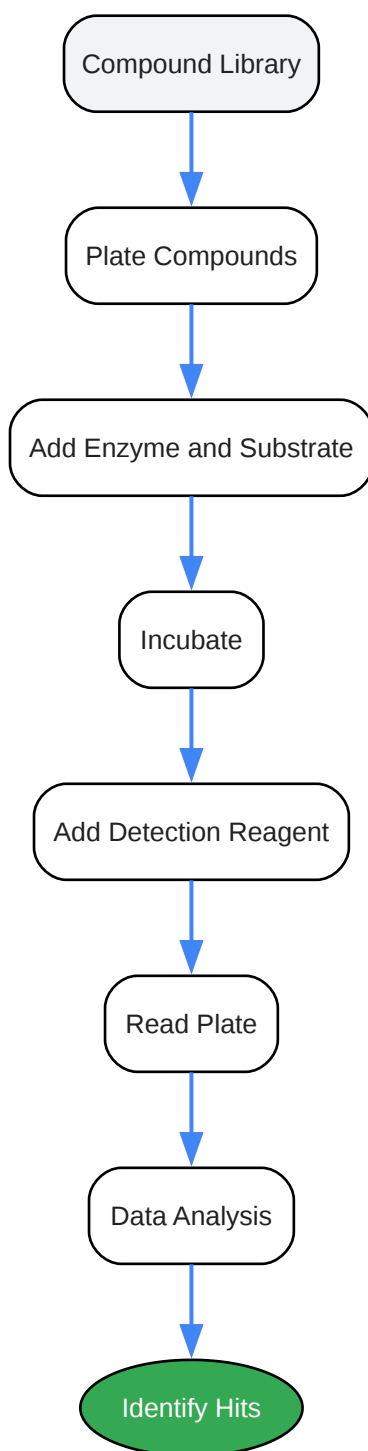 Compound Library
Plate Compounds
Add Enzyme and Substrate
Incubate
Add Detection Reagent
Read Plate
Data Analysis
Identify Hits